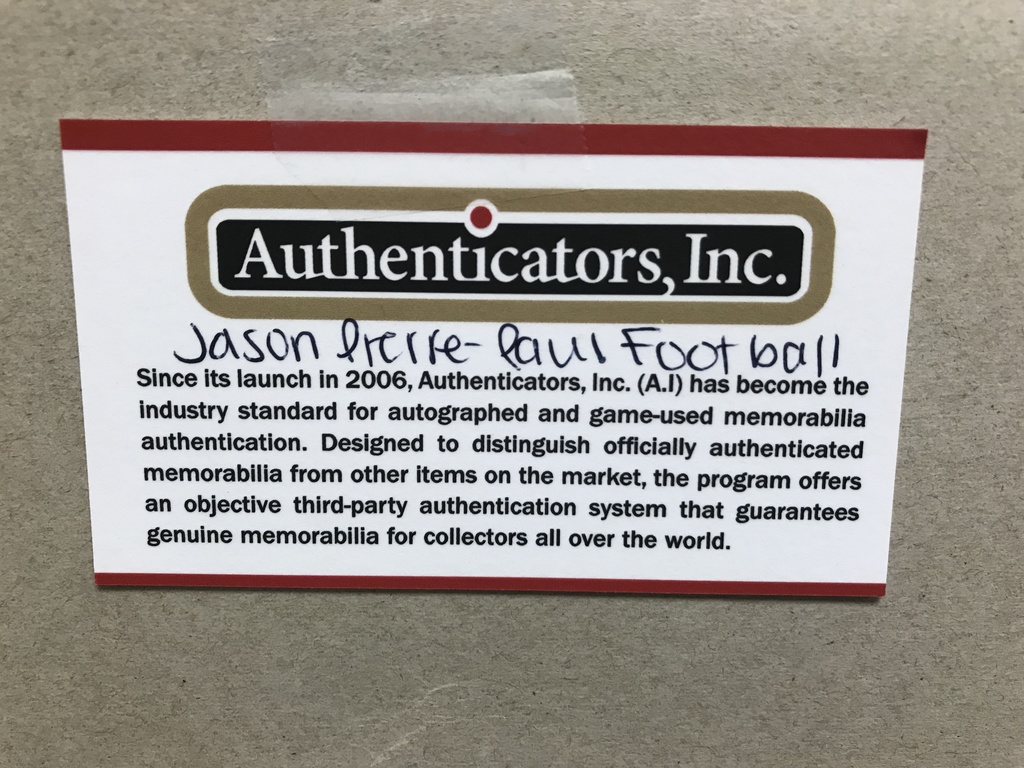 Authenticators, Inc.
Jason Pierre-Paul Football
Since its launch in 2006, Authenticators, Inc. (A.I) has become the
industry standard for autographed and game-used memorabilia
authentication. Designed to distinguish officially authenticated
memorabilia from other items on the market, the program offers
an objective third-party authentication system that guarantees
genuine memorabilia for collectors all over the world.